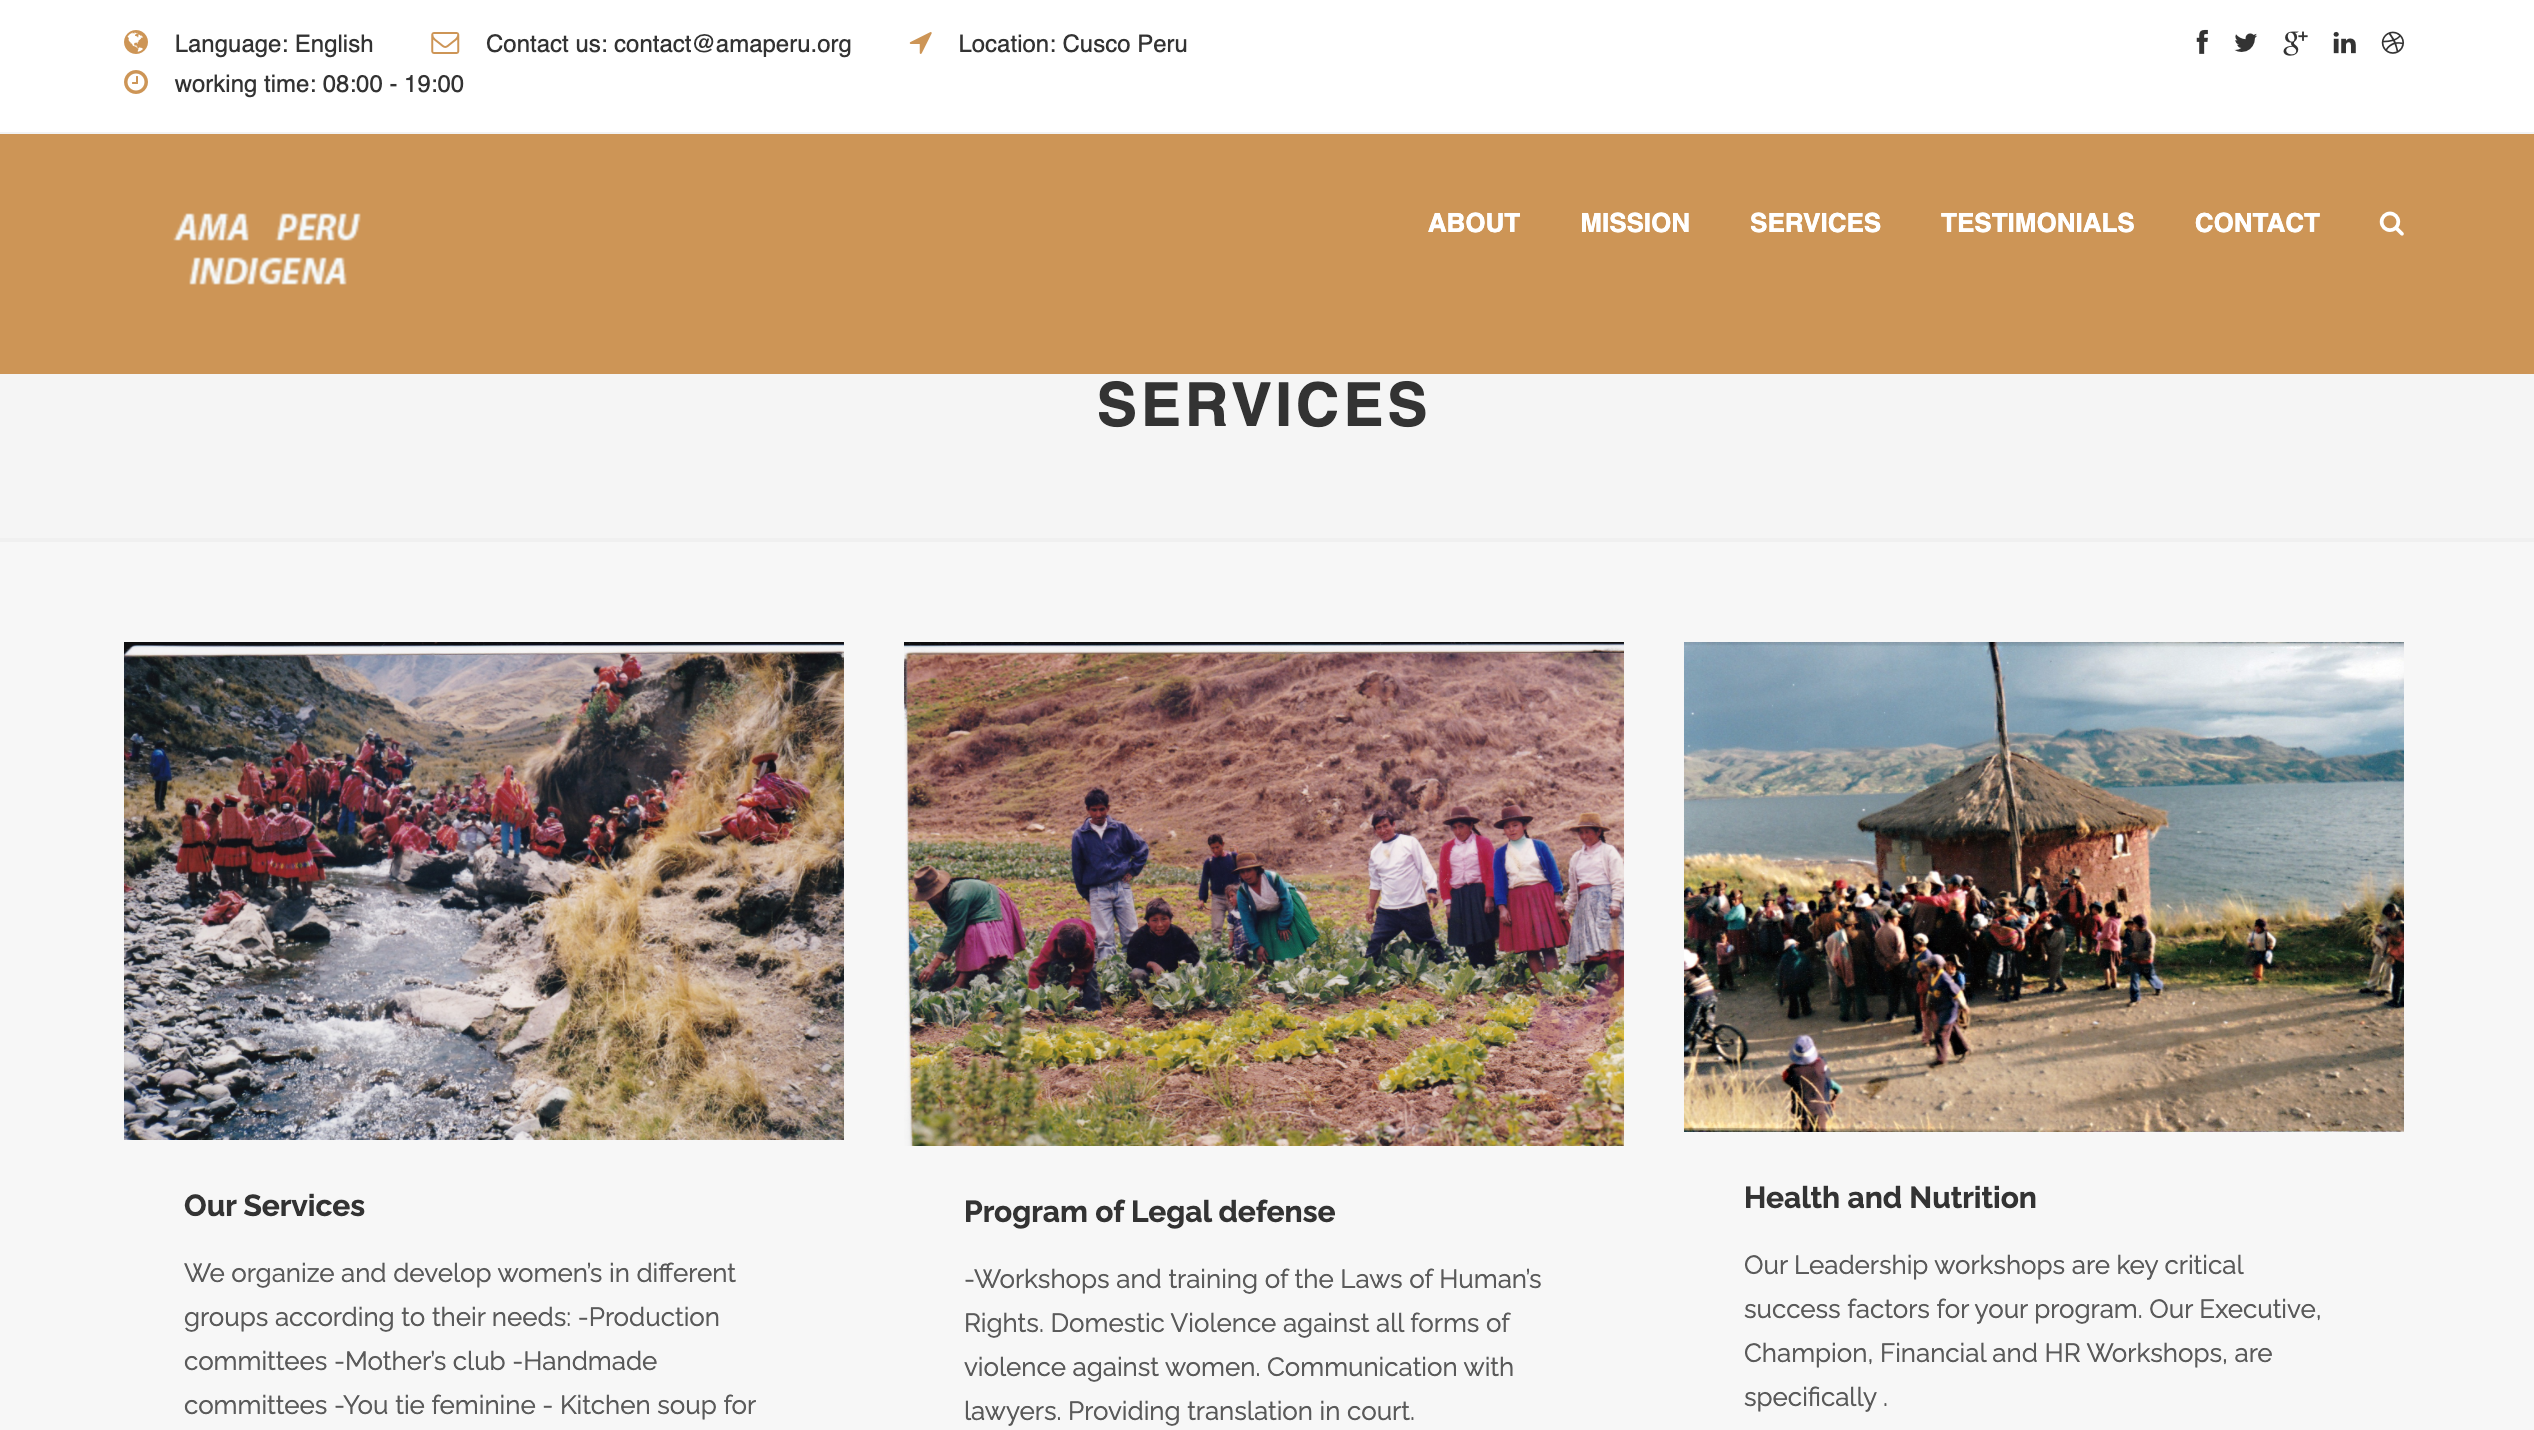 Language: English Contact us: contact@amaperu.org Location: Cusco Peru
working time: 08:00 - 19:00
AMA PERU
INDIGENA
ABOUT MISSION SERVICES TESTIMONIALS CONTACT
SERVICES
Our Services
We organize and develop women's in different
groups according to their needs: -Production
committees -Mother's club -Handmade
committees -You tie feminine - Kitchen soup for
Program of Legal defense
-Workshops and training of the Laws of Human's
Rights. Domestic Violence against all forms of
violence against women. Communication with
lawyers. Providing translation in court.
Health and Nutrition
Our Leadership workshops are key critical
success factors for your program. Our Executive,
Champion, Financial and HR Workshops, are
specifically .